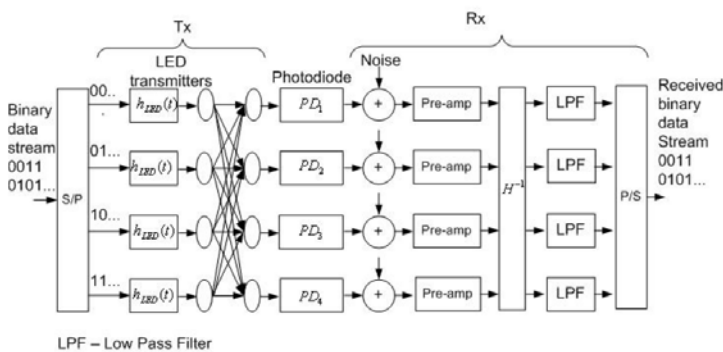 Tx
Rx
LED
transmitters
Photodiode
Noise
Binary
data
stream
0011
0101...
S/P
00..
h_LED(t)
PD₁
+
Pre-amp
LPF
01...
h_LED(t)
PD₂
+
Pre-amp
LPF
10...
h_LED(t)
PD₃
+
Pre-amp
LPF
11...
h_LED(t)
PD₄
+
Pre-amp
LPF
H⁻¹
P/S
Received
binary
data
Stream
0011
0101...
LPF – Low Pass Filter